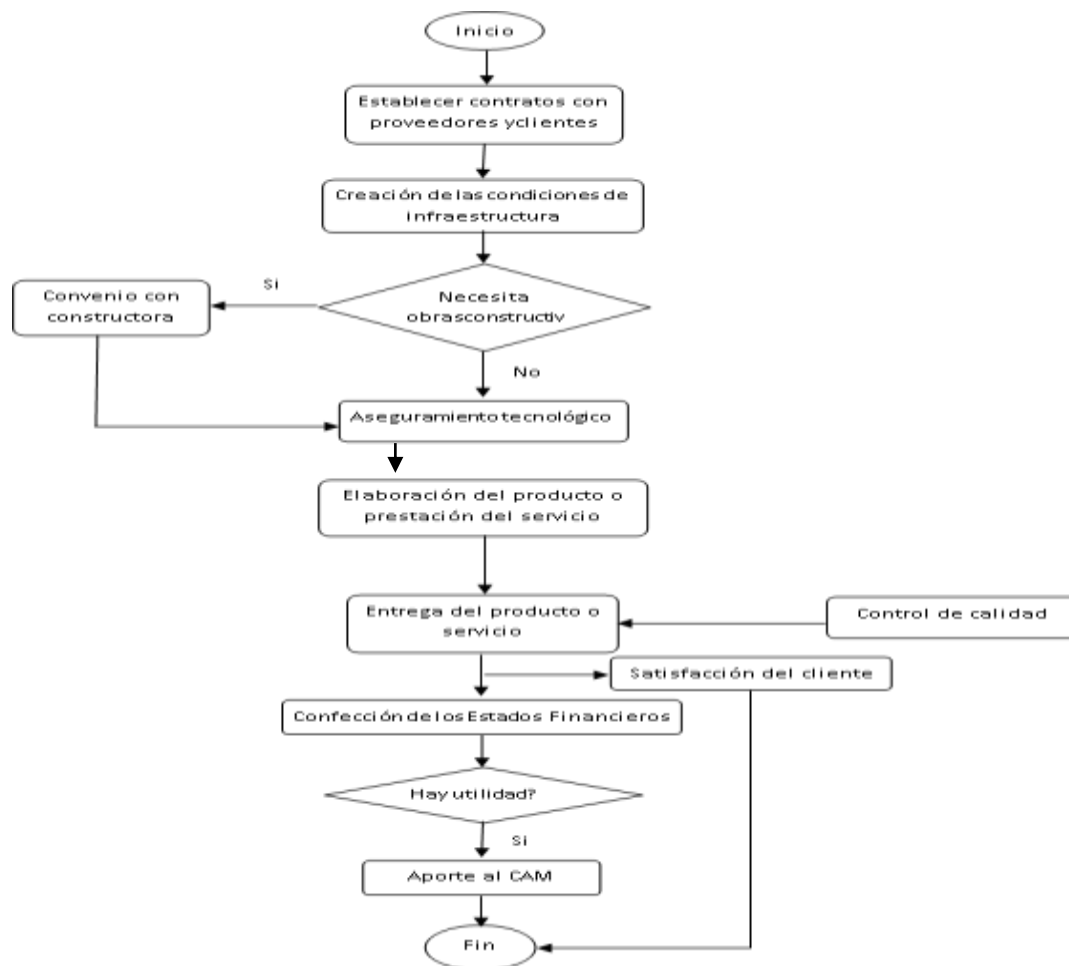 Inicio
Establecer contratos con
proveedores yclientes
Creación de las condiciones de
infraestructura
Si
Convenio con
constructora
Necesita
obrasconstructiv
No
Aseguramiento tecnológico
Elaboración del producto o
prestación del servicio
Entrega del producto o
servicio
Control de calidad
Satisfacción del cliente
Confección de los Estados Financieros
Hay utilidad?
Si
Aporte al CAM
Fin